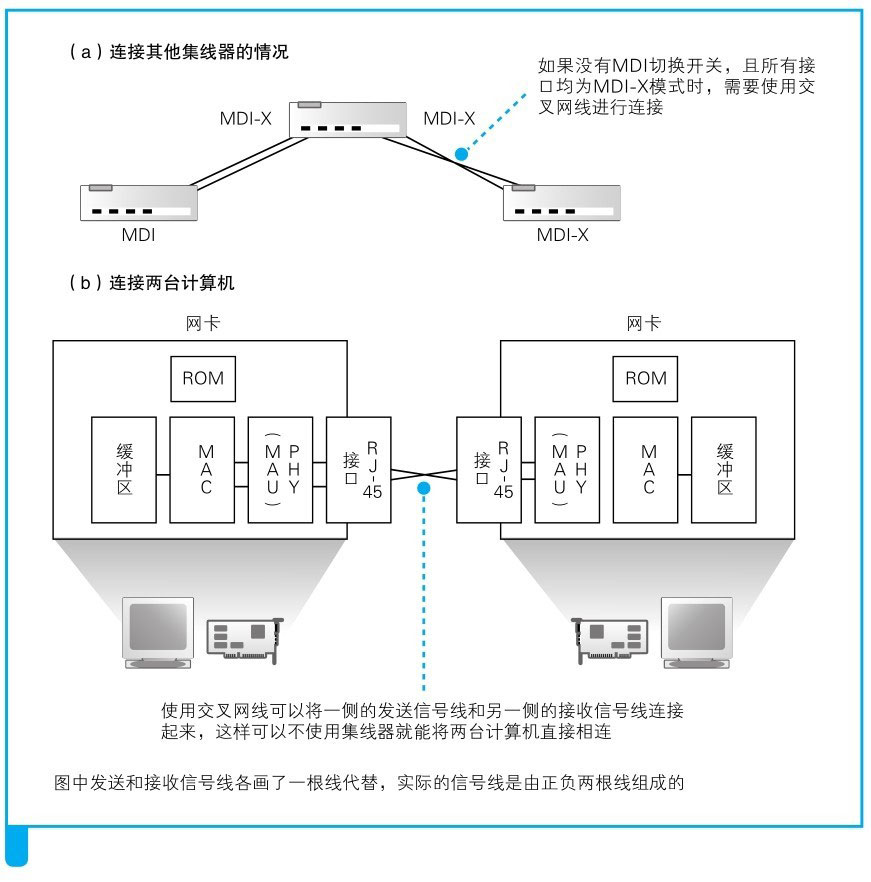 （a）连接其他集线器的情况
如果没有MDI切换开关，且所有接
口均为MDI-X模式时，需要使用交
叉网线进行连接
MDI-X
MDI-X
MDI
MDI-X
（b）连接两台计算机
网卡
网卡
ROM
ROM
缓冲区
MAC
PHY
（MAU）
RJ-45
接口
RJ-45
接口
PHY
（MAU）
MAC
缓冲区
使用交叉网线可以将一侧的发送信号线和另一侧的接收信号线连接
起来，这样可以不使用集线器就能将两台计算机直接相连
图中发送和接收信号线各画了一根线代替，实际的信号线是由正负两根线组成的